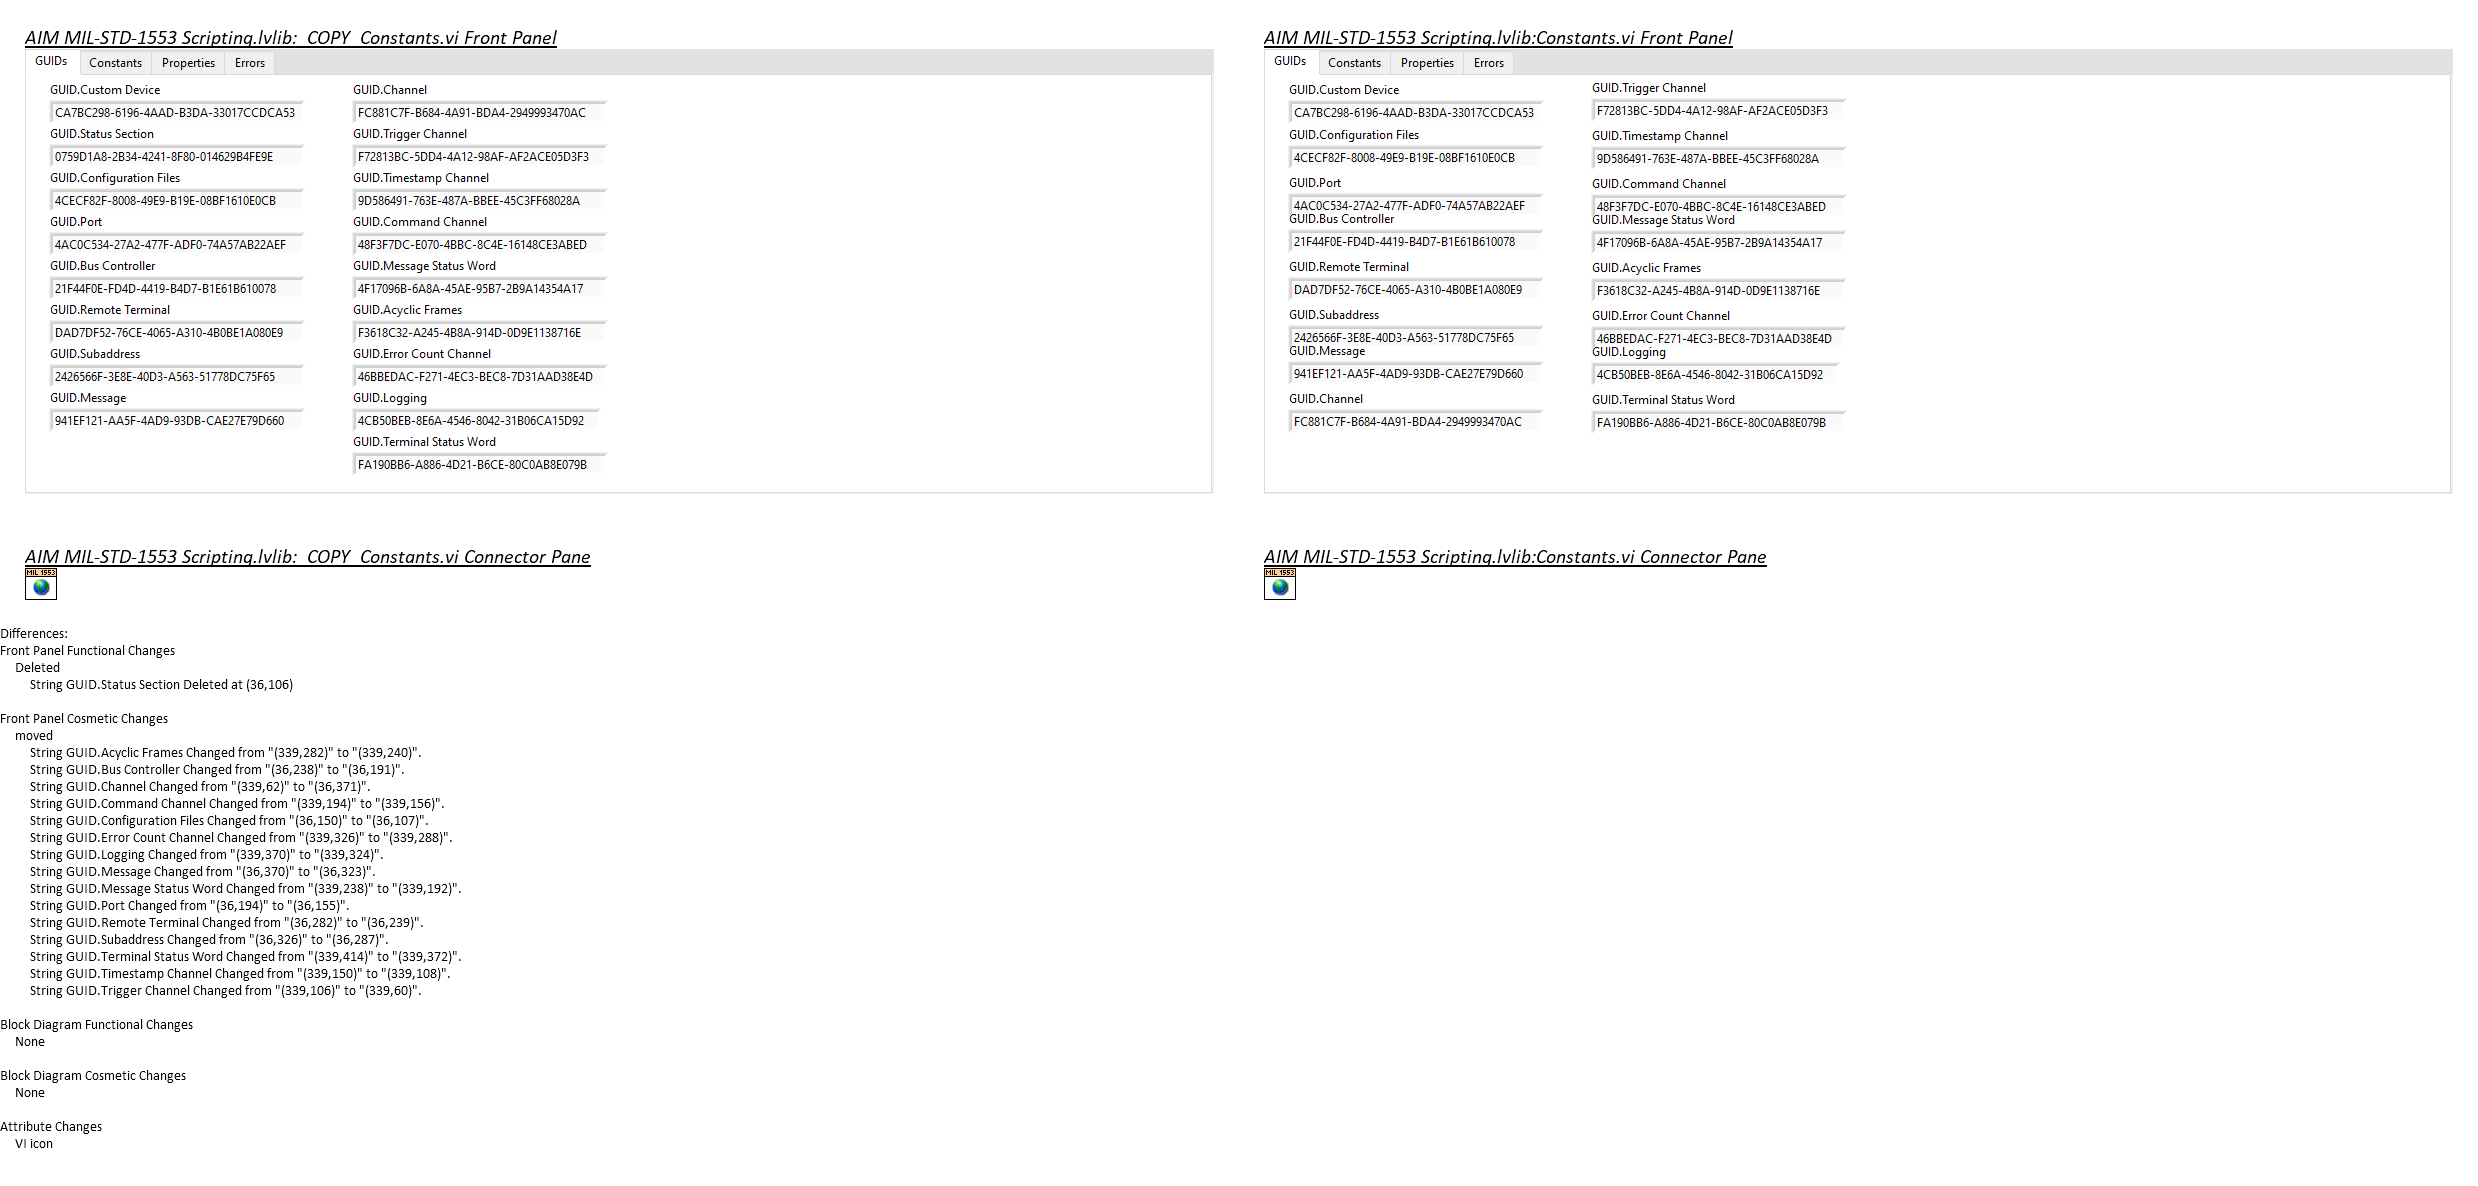 AIM MIL-STD-1553 Scripting.lvlib:_COPY_Constants.vi Front Panel
GUIDs Constants Properties Errors
GUID.Custom Device
CA7BC298-6196-4AAD-B3DA-33017CCDCA53
GUID.Status Section
0759D1A8-2B34-4241-8F80-014629B4FE9E
GUID.Configuration Files
4CECF82F-8008-49E9-B19E-08BF1610E0CB
GUID.Port
4AC0C534-27A2-477F-ADF0-74A57AB22AEF
GUID.Bus Controller
21F44F0E-FD4D-4419-B4D7-B1E61B610078
GUID.Remote Terminal
DAD7DF52-76CE-4065-A310-4B0BE1A080E9
GUID.Subaddress
2426566F-3E8E-40D3-A563-51778DC75F65
GUID.Message
941EF121-AA5F-4AD9-93DB-CAE27E79D660
GUID.Channel
FC881C7F-B684-4A91-BDA4-2949993470AC
GUID.Trigger Channel
F72813BC-5DD4-4A12-98AF-AF2ACE05D3F3
GUID.Timestamp Channel
9D586491-763E-487A-BBEE-45C3FF68028A
GUID.Command Channel
48F3F7DC-E070-4BBC-8C4E-16148CE3ABED
GUID.Message Status Word
4F17096B-6A8A-45AE-95B7-2B9A14354A17
GUID.Acyclic Frames
F3618C32-A245-4B8A-914D-0D9E1138716E
GUID.Error Count Channel
46BBEDAC-F271-4EC3-BEC8-7D31AAD38E4D
GUID.Logging
4CB50BEB-8E6A-4546-8042-31B06CA15D92
GUID.Terminal Status Word
FA190BB6-A886-4D21-B6CE-80C0AB8E079B
AIM MIL-STD-1553 Scripting.lvlib:Constants.vi Front Panel
GUIDs Constants Properties Errors
GUID.Custom Device
CA7BC298-6196-4AAD-B3DA-33017CCDCA53
GUID.Configuration Files
4CECF82F-8008-49E9-B19E-08BF1610E0CB
GUID.Port
4AC0C534-27A2-477F-ADF0-74A57AB22AEF
GUID.Bus Controller
21F44F0E-FD4D-4419-B4D7-B1E61B610078
GUID.Remote Terminal
DAD7DF52-76CE-4065-A310-4B0BE1A080E9
GUID.Subaddress
2426566F-3E8E-40D3-A563-51778DC75F65
GUID.Message
941EF121-AA5F-4AD9-93DB-CAE27E79D660
GUID.Channel
FC881C7F-B684-4A91-BDA4-2949993470AC
GUID.Trigger Channel
F72813BC-5DD4-4A12-98AF-AF2ACE05D3F3
GUID.Timestamp Channel
9D586491-763E-487A-BBEE-45C3FF68028A
GUID.Command Channel
48F3F7DC-E070-4BBC-8C4E-16148CE3ABED
GUID.Message Status Word
4F17096B-6A8A-45AE-95B7-2B9A14354A17
GUID.Acyclic Frames
F3618C32-A245-4B8A-914D-0D9E1138716E
GUID.Error Count Channel
46BBEDAC-F271-4EC3-BEC8-7D31AAD38E4D
GUID.Logging
4CB50BEB-8E6A-4546-8042-31B06CA15D92
GUID.Terminal Status Word
FA190BB6-A886-4D21-B6CE-80C0AB8E079B
AIM MIL-STD-1553 Scripting.lvlib:_COPY_Constants.vi Connector Pane
MIL 1553
AIM MIL-STD-1553 Scripting.lvlib:Constants.vi Connector Pane
MIL 1553
Differences:
Front Panel Functional Changes
Deleted
String GUID.Status Section Deleted at (36,106)
Front Panel Cosmetic Changes
moved
String GUID.Acyclic Frames Changed from "(339,282)" to "(339,240)".
String GUID.Bus Controller Changed from "(36,238)" to "(36,191)".
String GUID.Channel Changed from "(339,62)" to "(36,371)".
String GUID.Command Channel Changed from "(339,194)" to "(339,156)".
String GUID.Configuration Files Changed from "(36,150)" to "(36,107)".
String GUID.Error Count Channel Changed from "(339,326)" to "(339,288)".
String GUID.Logging Changed from "(339,370)" to "(339,324)".
String GUID.Message Changed from "(36,370)" to "(36,323)".
String GUID.Message Status Word Changed from "(339,238)" to "(339,192)".
String GUID.Port Changed from "(36,194)" to "(36,155)".
String GUID.Remote Terminal Changed from "(36,282)" to "(36,239)".
String GUID.Subaddress Changed from "(36,326)" to "(36,287)".
String GUID.Terminal Status Word Changed from "(339,414)" to "(339,372)".
String GUID.Timestamp Channel Changed from "(339,150)" to "(339,108)".
String GUID.Trigger Channel Changed from "(339,106)" to "(339,60)".
Block Diagram Functional Changes
None
Block Diagram Cosmetic Changes
None
Attribute Changes
VI icon